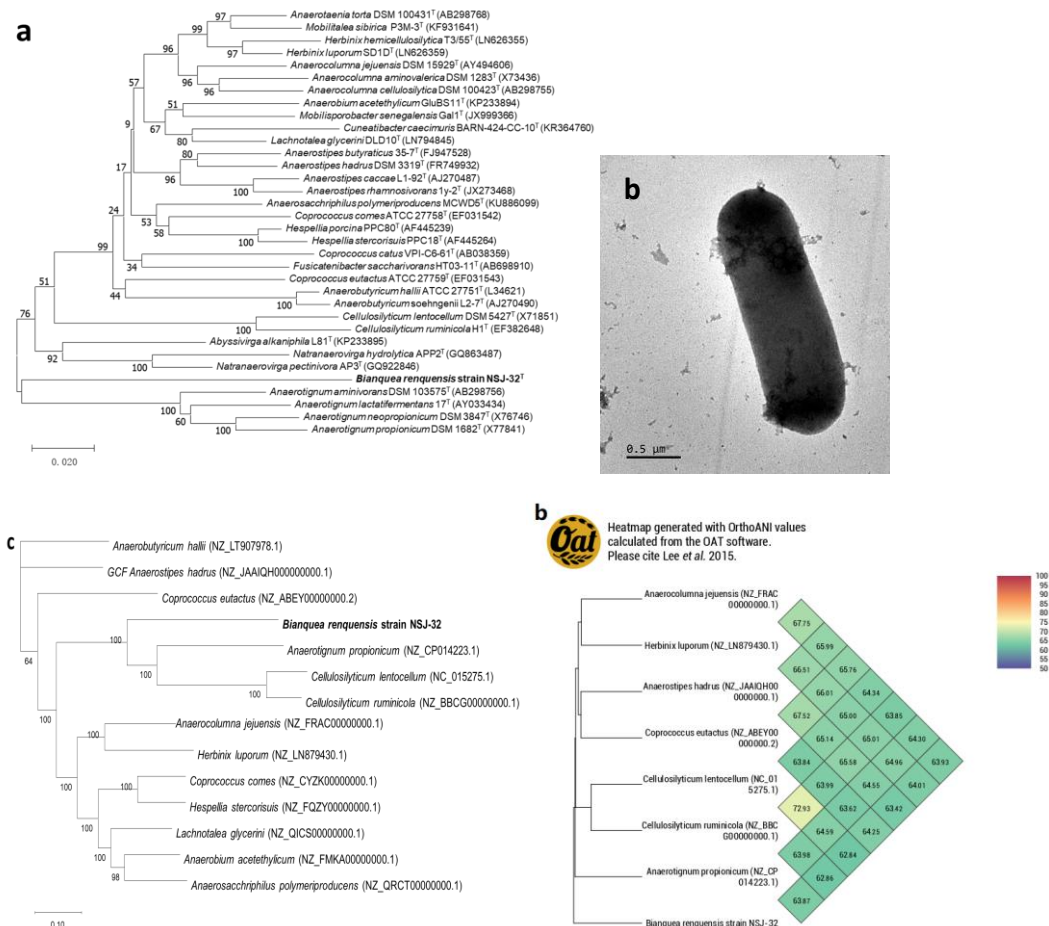 a
97
Anaerotaenia torta DSM 100431T (AB298768)
99
Mobilitalea sibirica P3M-3T (KF931641)
96
Herbinix hemicellulosilytica T3/55T (LN626355)
97
Herbinix luporum SD1DT (LN626359)
Anaerocolumna jejuensis DSM 15929T (AY494606)
96
Anaerocolumna aminovalerica DSM 1283T (X73436)
57
96
Anaerocolumna cellulosilytica DSM 100423T (AB298755)
51
Anaerobium acetethylicum GluBS11T (KP233894)
Mobilisporobacter senegalensis Gal1T (JX999366)
9
67
Cuneatibacter caecimuris BARN-424-CC-10T (KR364760)
80
Lachnotalea glycerini DLD10T (LN794845)
80
Anaerostipes butyraticus 35-7T (FJ947528)
17
Anaerostipes hadrus DSM 3319T (FR749932)
96
Anaerostipes caccae L1-92T (AJ270487)
100
Anaerostipes rhamnosivorans 1y-2T (JX273468)
Anaerosacchriphilus polymeriproducens MCWD5T (KU886099)
24
53
Coprococcus comes ATCC 27758T (EF031542)
58
Hespellia porcina PPC80T (AF445239)
100
Hespellia stercorisuis PPC18T (AF445264)
99
Coprococcus catus VPI-C6-61T (AB038359)
34
Fusicatenibacter saccharivorans HT03-11T (AB698910)
51
Coprococcus eutactus ATCC 27759T (EF031543)
44
Anaerobutyricum hallii ATCC 27751T (L34621)
100
Anaerobutyricum soehngenii L2-7T (AJ270490)
76
Cellulosilyticum lentocellum DSM 5427T (X71851)
100
Cellulosilyticum ruminicola H1T (EF382648)
Abyssivirga alkaniphila L81T (KP233895)
92
Natranaerovirga hydrolytica APP2T (GQ863487)
100
Natranaerovirga pectinivora AP3T (GQ922846)
Bianquea renquensis strain NSJ-32T
Anaerotignum aminivorans DSM 103575T (AB298756)
100
Anaerotignum lactatifermentans 17T (AY033434)
60
Anaerotignum neopropionicum DSM 3847T (X76746)
100
Anaerotignum propionicum DSM 1682T (X77841)
0.020
b
0.5 μm
c
Anaerobutyricum hallii (NZ_LT907978.1)
GCF Anaerostipes hadrus (NZ_JAAIQH000000000.1)
Coprococcus eutactus (NZ_ABEY00000000.2)
Bianquea renquensis strain NSJ-32
100
Anaerotignum propionicum (NZ_CP014223.1)
64
100
Cellulosilyticum lentocellum (NC_015275.1)
100
Cellulosilyticum ruminicola (NZ_BBCG00000000.1)
100
Anaerocolumna jejuensis (NZ_FRAC00000000.1)
100
Herbinix luporum (NZ_LN879430.1)
Coprococcus comes (NZ_CYZK00000000.1)
100
100
Hespellia stercorisuis (NZ_FQZY00000000.1)
100
Lachnotalea glycerini (NZ_QICS00000000.1)
100
Anaerobium acetethylicum (NZ_FMKA00000000.1)
98
Anaerosacchriphilus polymeriproducens (NZ_QRCT00000000.1)
0.10
b
Oat
Heatmap generated with OrthoANI values
calculated from the OAT software.
Please cite Lee et al. 2015.
100
95
90
85
80
75
70
65
60
55
50
Anaerocolumna jejuensis (NZ_FRAC
00000000.1)
Herbinix luporum (NZ_LN879430.1)
Anaerostipes hadrus (NZ_JAAIQH00
0000000.1)
Coprococcus eutactus (NZ_ABEY00
000000.2)
Cellulosilyticum lentocellum (NC_01
5275.1)
Cellulosilyticum ruminicola (NZ_BBC
G00000000.1)
Anaerotignum propionicum (NZ_CP
014223.1)
Bianquea renquensis strain NSJ-32
67.75
65.99
66.51 65.76
66.01 64.34
67.52 65.00 63.85
65.14 65.01 64.30
63.84 65.58 64.96 63.93
63.99 64.55 64.01
72.93 63.62 63.42
64.59 64.25
63.98 62.84
62.86
63.87